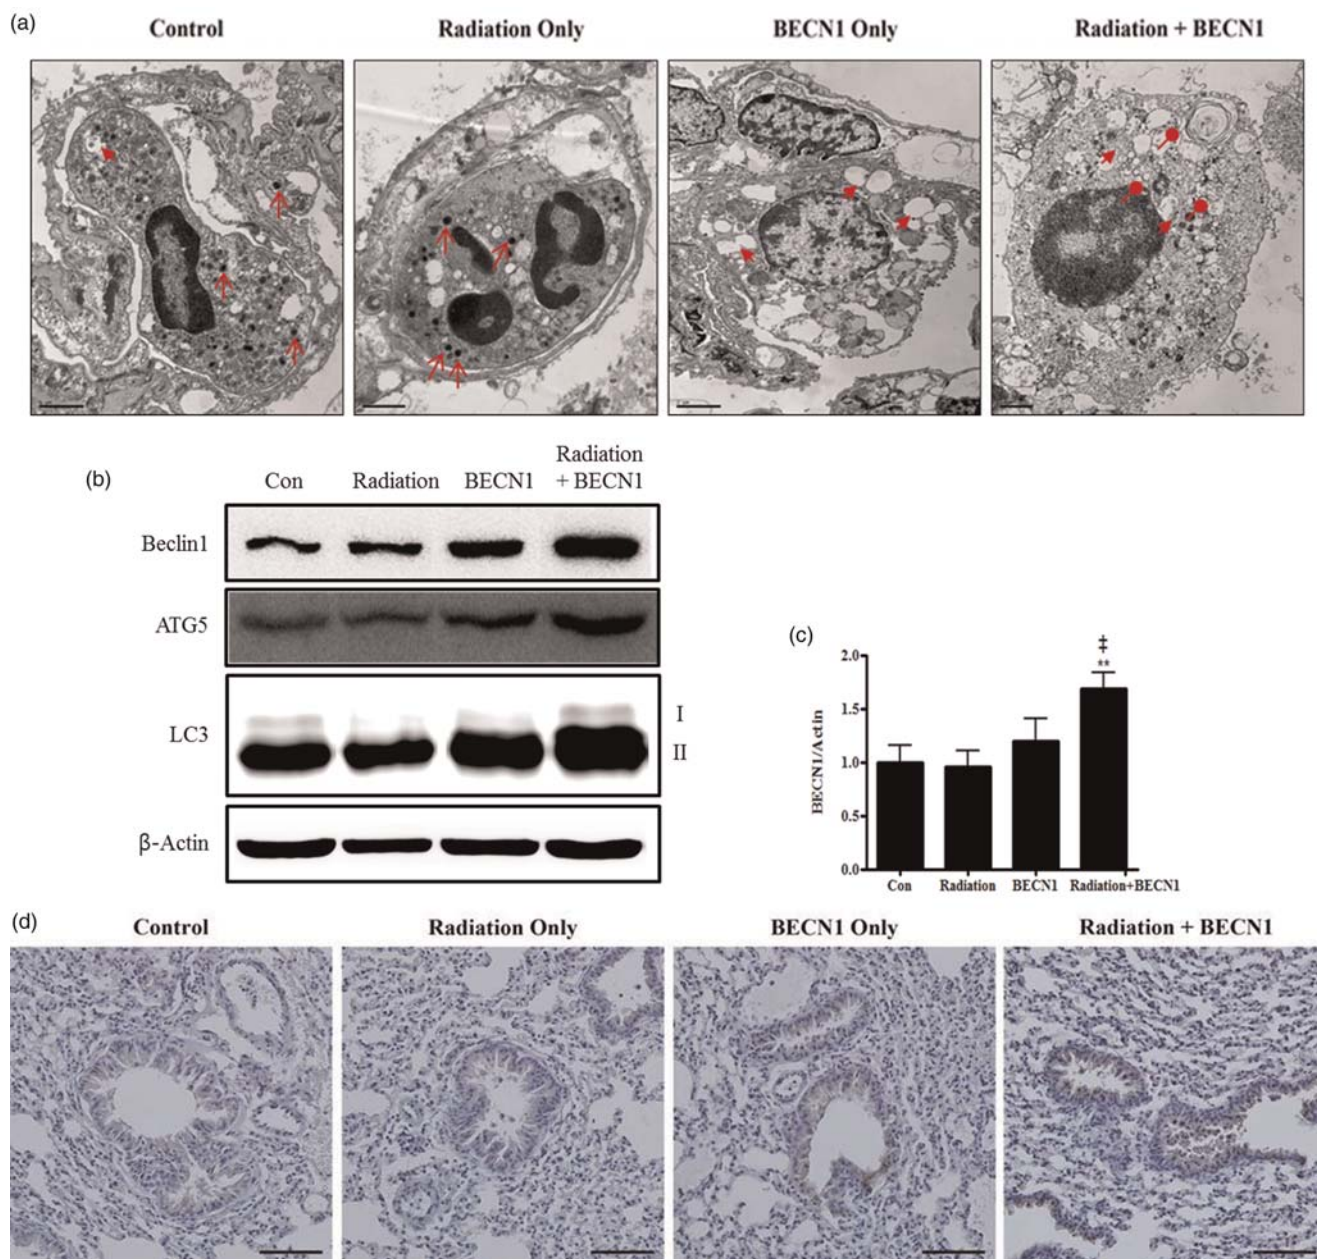 (a)
Control Radiation Only BECN1 Only Radiation + BECN1
(b)
Con Radiation BECN1 Radiation + BECN1
Beclin1
ATG5
LC3
I
II
β-Actin
(c)
‡
**
BECN1/Actin
2.0
1.5
1.0
0.5
0.0
Con Radiation BECN1 Radiation+BECN1
(d)
Control Radiation Only BECN1 Only Radiation + BECN1